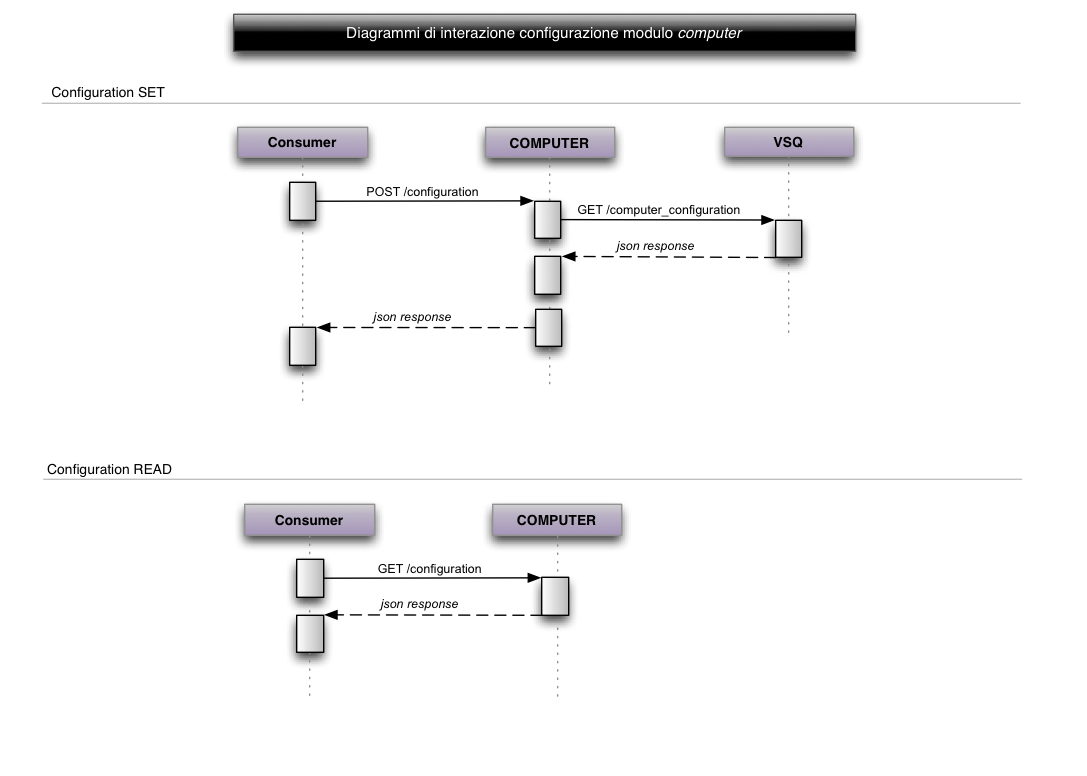 Diagrammi di interazione configurazione modulo computer
Configuration SET
Consumer
COMPUTER
VSQ
POST /configuration
GET /computer_configuration
json response
json response
Configuration READ
Consumer
COMPUTER
GET /configuration
json response